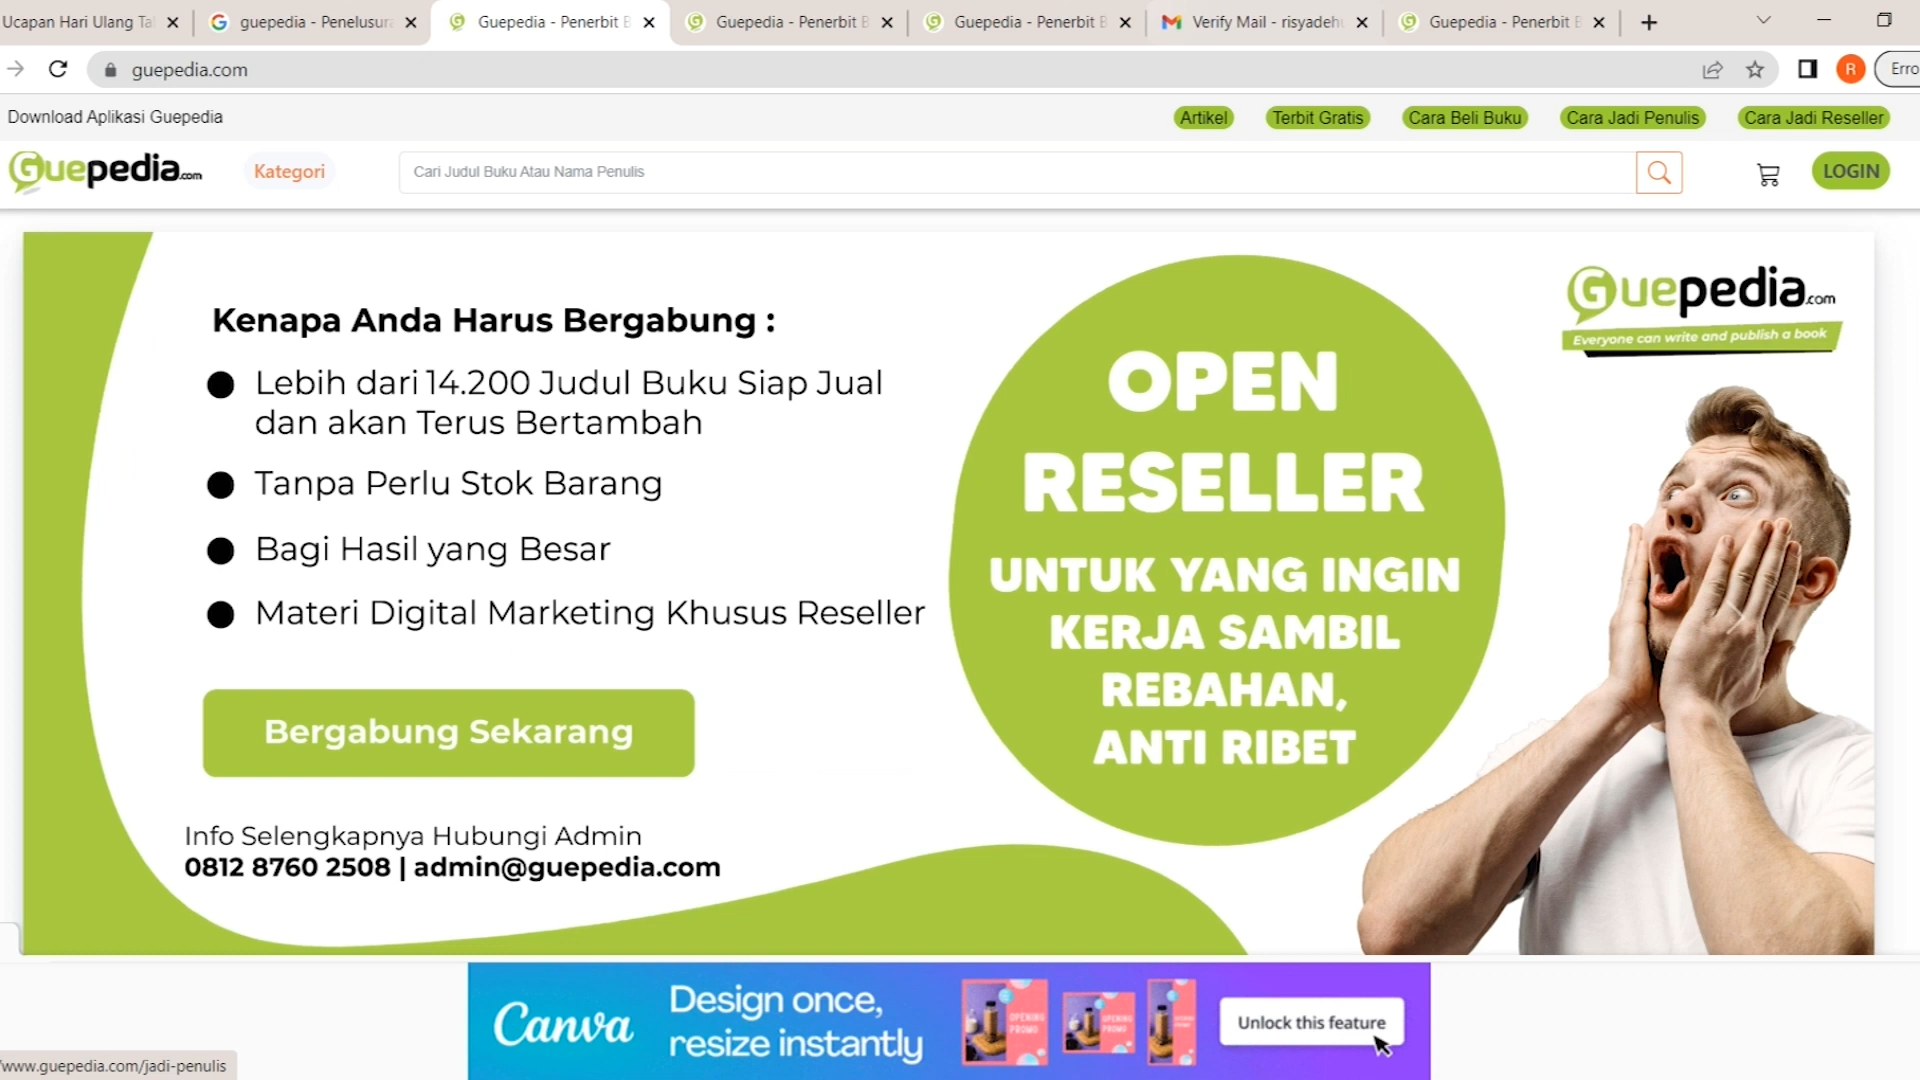 Ucapan Hari Ulang Ta
guepedia - Penelusura
Guepedia - Penerbit B
Guepedia - Penerbit B
Guepedia - Penerbit B
Verify Mail - risyadeh
Guepedia - Penerbit B
guepedia.com
R
Erro
Download Aplikasi Guepedia
Artikel
Terbit Gratis
Cara Beli Buku
Cara Jadi Penulis
Cara Jadi Reseller
Guepedia.com
Kategori
Cari Judul Buku Atau Nama Penulis
LOGIN
Kenapa Anda Harus Bergabung :
Lebih dari 14.200 Judul Buku Siap Jual
dan akan Terus Bertambah
Tanpa Perlu Stok Barang
Bagi Hasil yang Besar
Materi Digital Marketing Khusus Reseller
Bergabung Sekarang
Info Selengkapnya Hubungi Admin
0812 8760 2508 | admin@guepedia.com
OPEN
RESELLER
UNTUK YANG INGIN
KERJA SAMBIL
REBAHAN,
ANTI RIBET
Guepedia.com
Everyone can write and publish a book
Canva
Design once,
resize instantly
OPENING
PROMO
OPENING
PROMO
Unlock this feature
www.guepedia.com/jadi-penulis